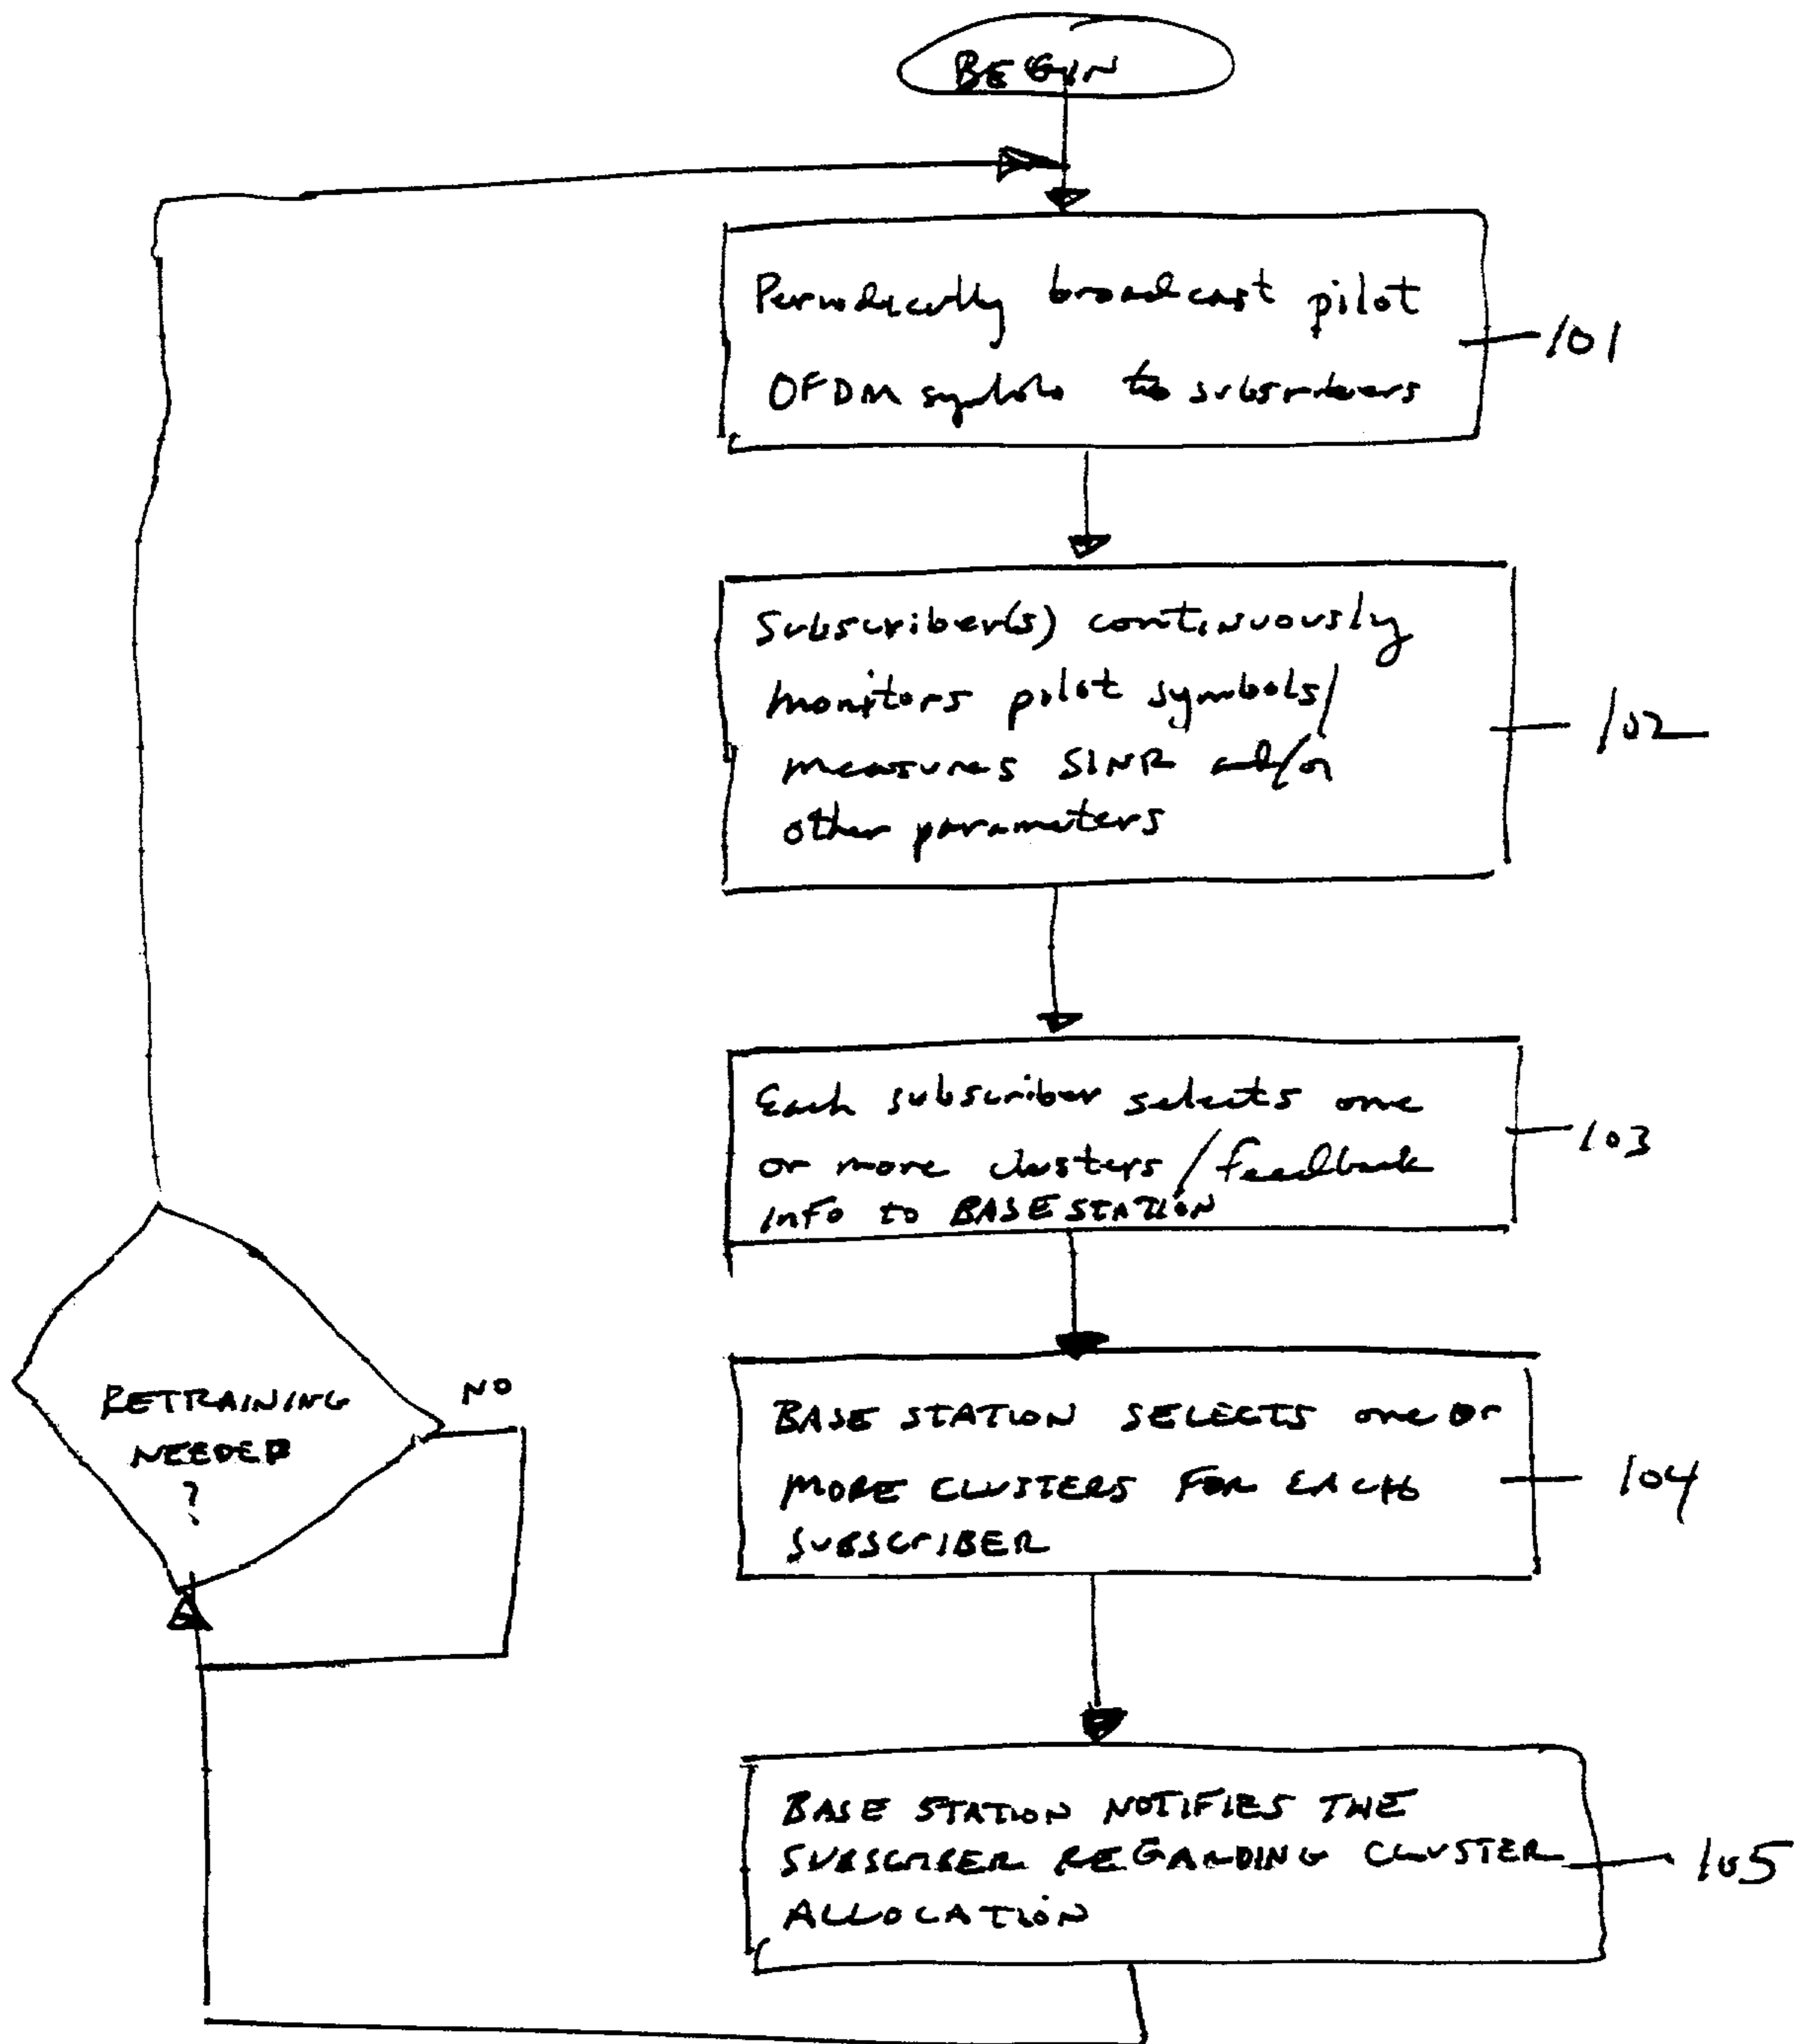 BEGIN
Periodically broadcast pilot
OFDM symbols to subscribers
101
Subscriber(s) continuously
monitors pilot symbols/
measures SINR and/or
other parameters
102
Each subscriber selects one
or more clusters / feedback
info to BASE STATION
103
RETRAINING
NEEDED
?
NO
BASE STATION SELECTS one or
MORE CLUSTERS FOR EACH
SUBSCRIBER
104
BASE STATION NOTIFIES THE
SUBSCRIBER REGARDING CLUSTER
ALLOCATION
105